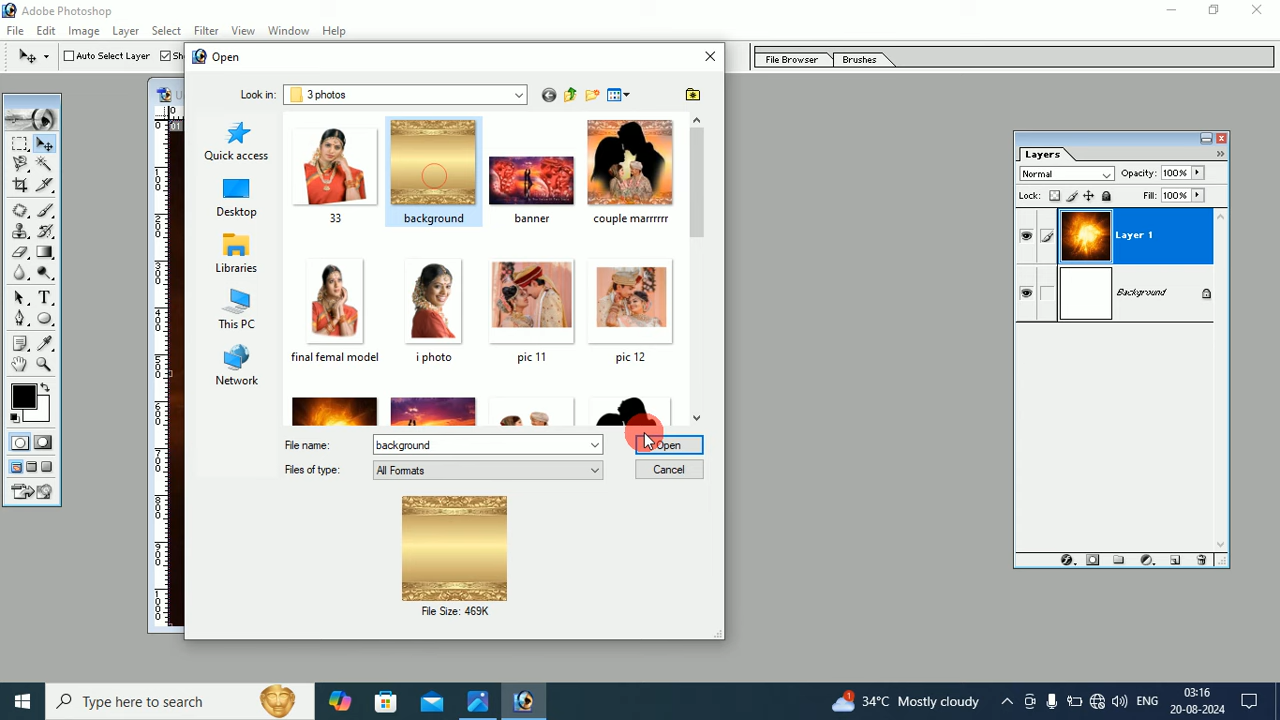 Adobe Photoshop
File Edit Image Layer Select Filter View Window Help
Auto Select Layer
File Browser Brushes
Open
Look in: 3 photos
Quick access
Desktop
Libraries
This PC
Network
33 background banner couple marrrrrr
final femal model i photo pic 11 pic 12
File name: background Open
Files of type: All Formats Cancel
File Size: 469K
Layers
Normal Opacity: 100%
Lock: Fill: 100%
Layer 1
Background
Type here to search
34°C Mostly cloudy
ENG
03:16
20-08-2024